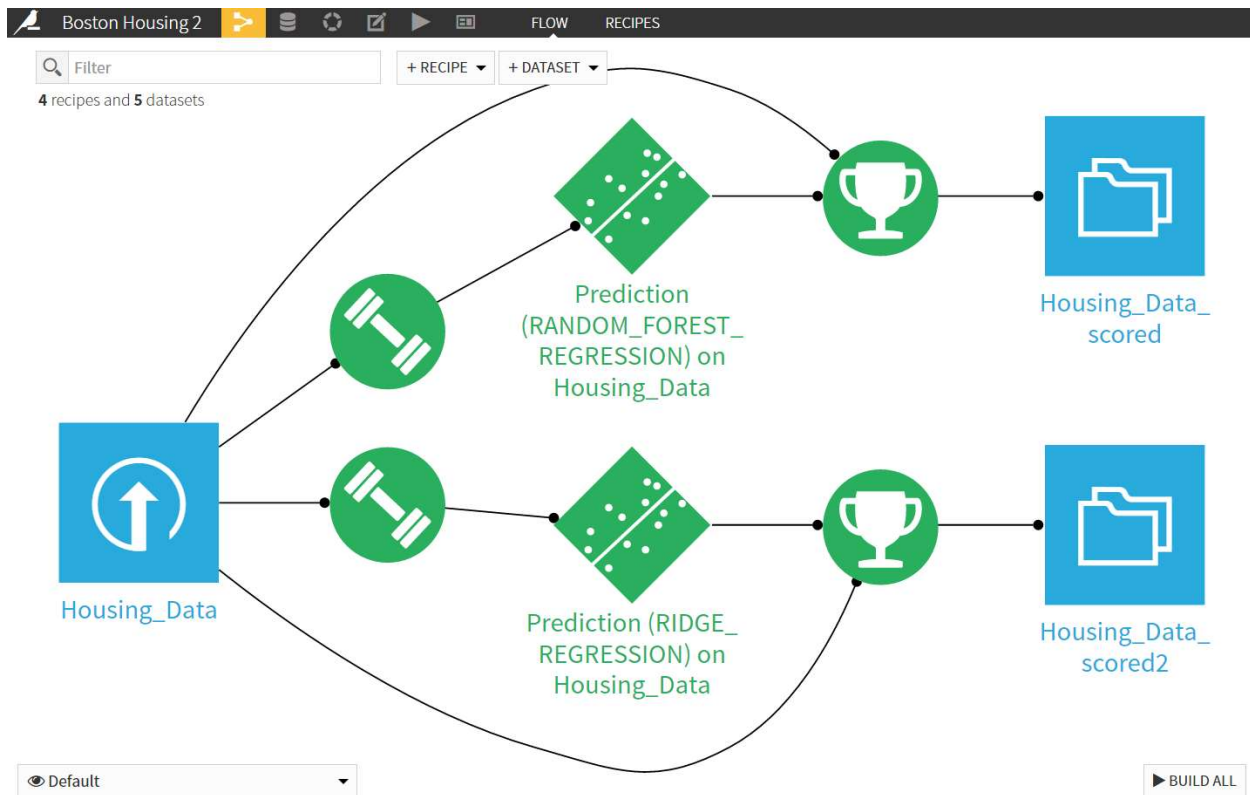 Boston Housing 2
FLOW
RECIPES
Filter
+ RECIPE
+ DATASET
4 recipes and 5 datasets
Prediction
(RANDOM_FOREST_
REGRESSION) on
Housing_Data
Housing_Data_
scored
Housing_Data
Prediction (RIDGE_
REGRESSION) on
Housing_Data
Housing_Data_
scored2
Default
BUILD ALL